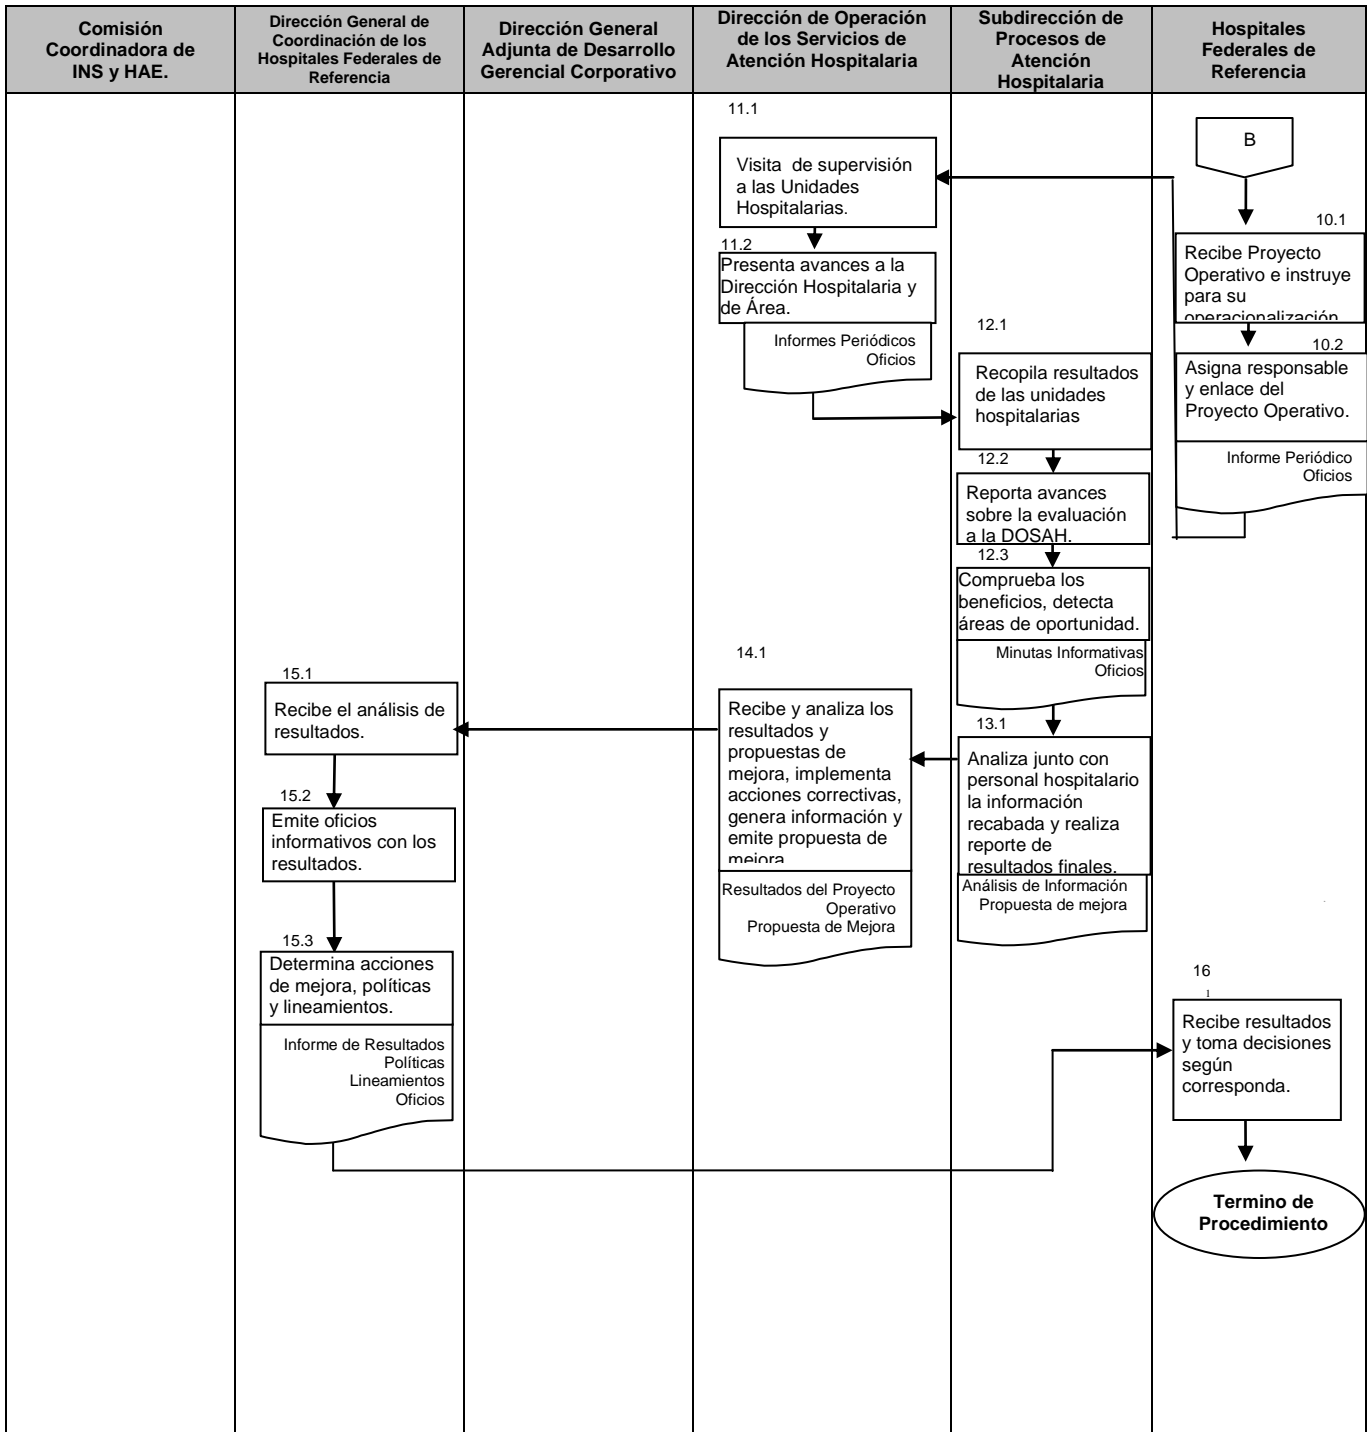 Comisión
Coordinadora de
INS y HAE.
Dirección General de
Coordinación de los
Hospitales Federales de
Referencia
Dirección General
Adjunta de Desarrollo
Gerencial Corporativo
Dirección de Operación
de los Servicios de
Atención Hospitalaria
Subdirección de
Procesos de
Atención
Hospitalaria
Hospitales
Federales de
Referencia
B
10.1
Recibe Proyecto
Operativo e instruye
para su
operacionalización
10.2
Asigna responsable
y enlace del
Proyecto Operativo.
Informe Periódico
Oficios
11.1
Visita de supervisión
a las Unidades
Hospitalarias.
11.2
Presenta avances a la
Dirección Hospitalaria y
de Área.
Informes Periódicos
Oficios
12.1
Recopila resultados
de las unidades
hospitalarias
12.2
Reporta avances
sobre la evaluación
a la DOSAH.
12.3
Comprueba los
beneficios, detecta
áreas de oportunidad.
Minutas Informativas
Oficios
13.1
Analiza junto con
personal hospitalario
la información
recabada y realiza
reporte de
resultados finales.
Análisis de Información
Propuesta de mejora
14.1
Recibe y analiza los
resultados y
propuestas de
mejora, implementa
acciones correctivas,
genera información y
emite propuesta de
mejora
Resultados del Proyecto
Operativo
Propuesta de Mejora
15.1
Recibe el análisis de
resultados.
15.2
Emite oficios
informativos con los
resultados.
15.3
Determina acciones
de mejora, políticas
y lineamientos.
Informe de Resultados
Políticas
Lineamientos
Oficios
16
1
Recibe resultados
y toma decisiones
según
corresponda.
Termino de
Procedimiento